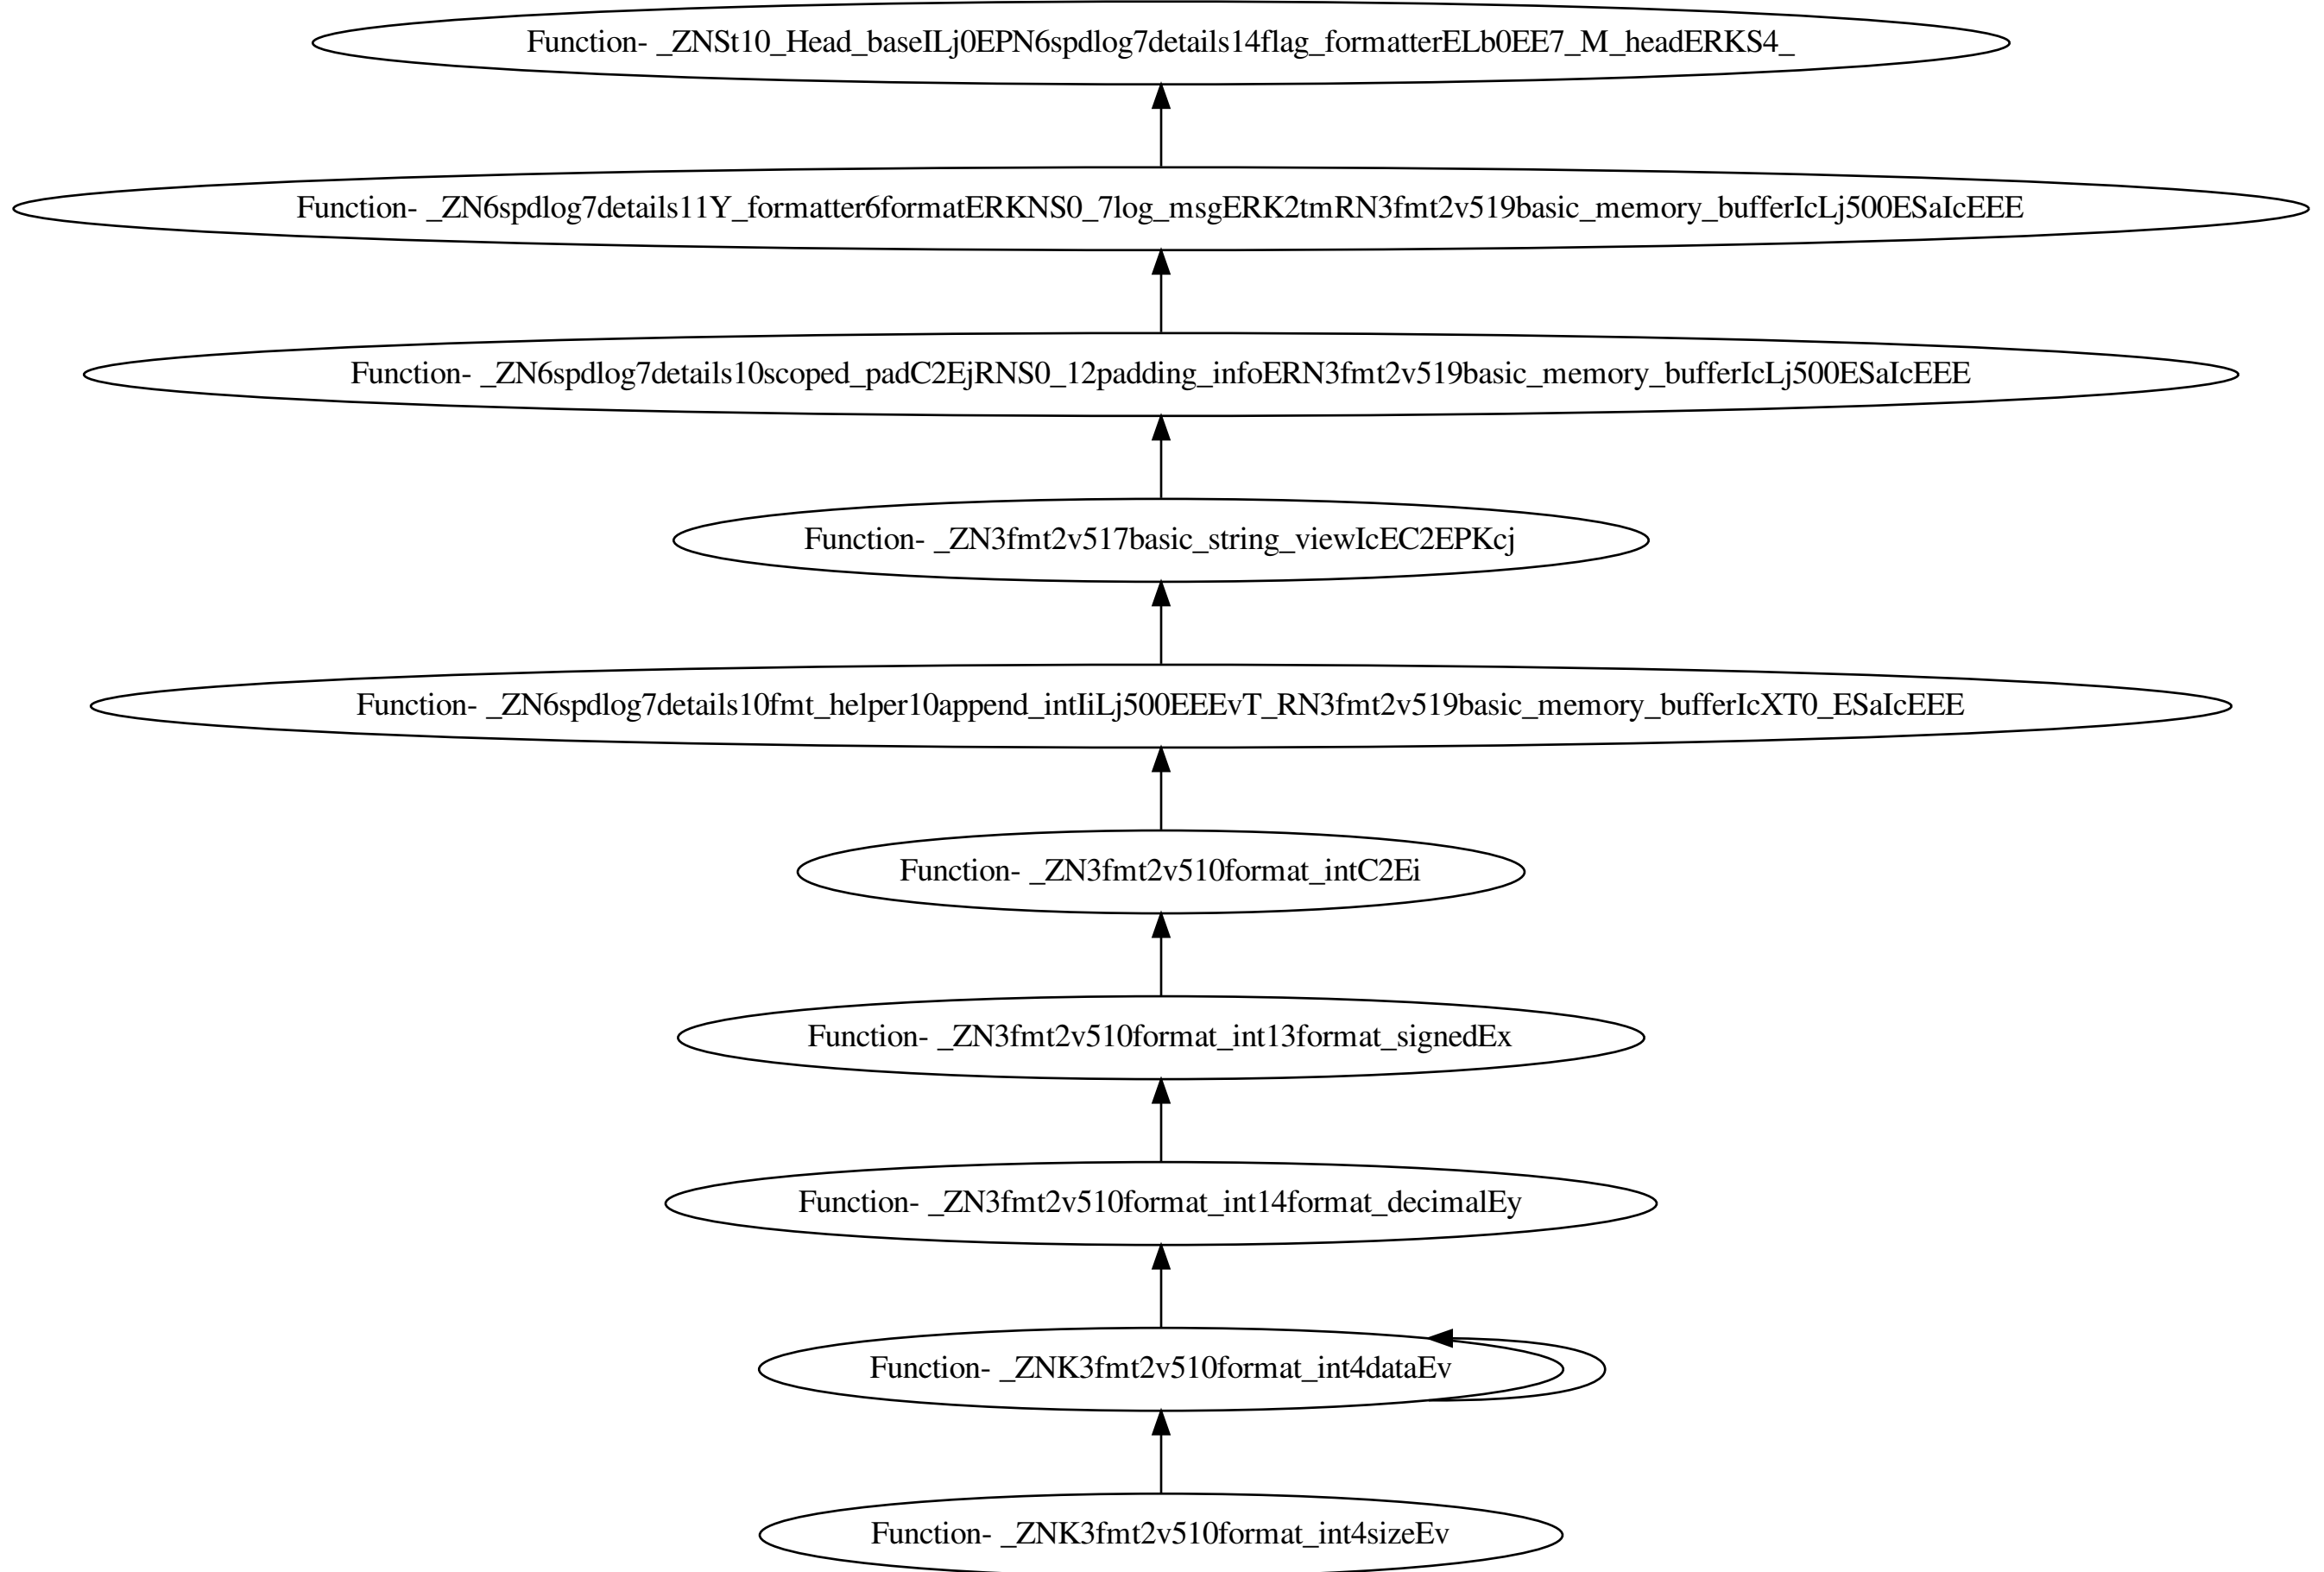 Function- _ZNSt10_Head_baseILj0EPN6spdlog7details14flag_formatterELb0EE7_M_headERKS4_
Function- _ZN6spdlog7details11Y_formatter6formatERKNS0_7log_msgERK2tmRN3fmt2v519basic_memory_bufferIcLj500ESaIcEEE
Function- _ZN6spdlog7details10scoped_padC2EjRNS0_12padding_infoERN3fmt2v519basic_memory_bufferIcLj500ESaIcEEE
Function- _ZN3fmt2v517basic_string_viewIcEC2EPKcj
Function- _ZN6spdlog7details10fmt_helper10append_intIiLj500EEEvT_RN3fmt2v519basic_memory_bufferIcXT0_ESaIcEEE
Function- _ZN3fmt2v510format_intC2Ei
Function- _ZN3fmt2v510format_int13format_signedEx
Function- _ZN3fmt2v510format_int14format_decimalEy
Function- _ZNK3fmt2v510format_int4dataEv
Function- _ZNK3fmt2v510format_int4sizeEv